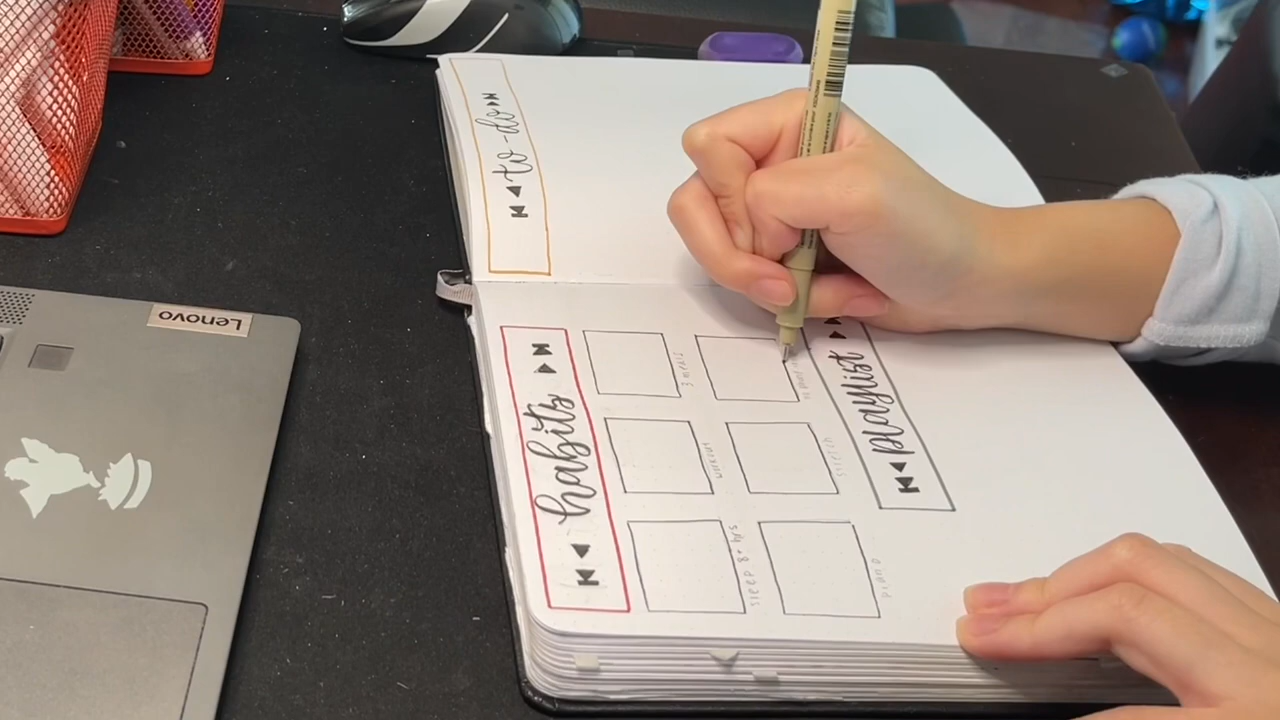 to-do
habits
sleep 8+ hrs
workout
3 meals
piano
stretch
playlist
Lenovo